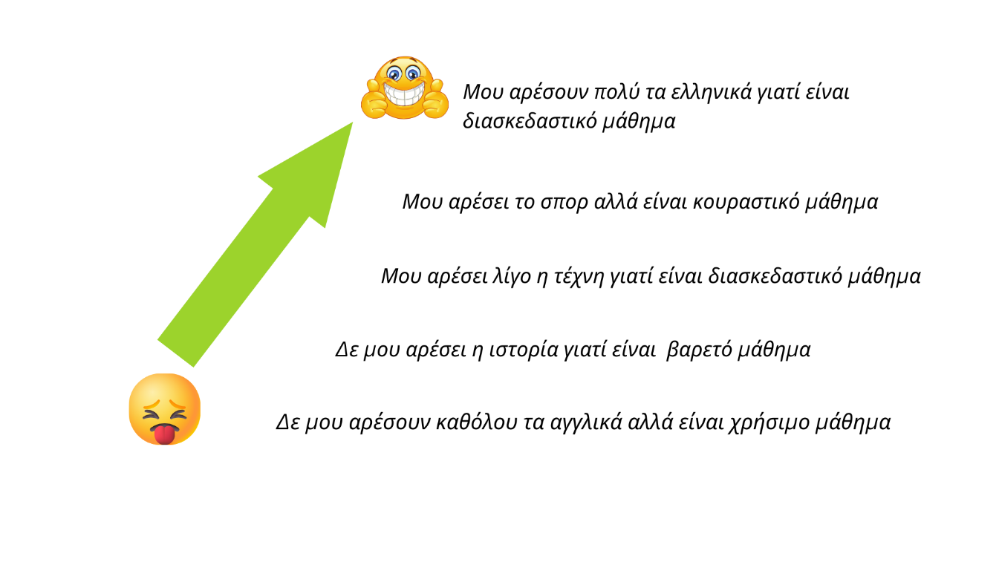 Μου αρέσουν πολύ τα ελληνικά γιατί είναι
διασκεδαστικό μάθημα
Μου αρέσει το σπορ αλλά είναι κουραστικό μάθημα
Μου αρέσει λίγο η τέχνη γιατί είναι διασκεδαστικό μάθημα
Δε μου αρέσει η ιστορία γιατί είναι  βαρετό μάθημα
Δε μου αρέσουν καθόλου τα αγγλικά αλλά είναι χρήσιμο μάθημα